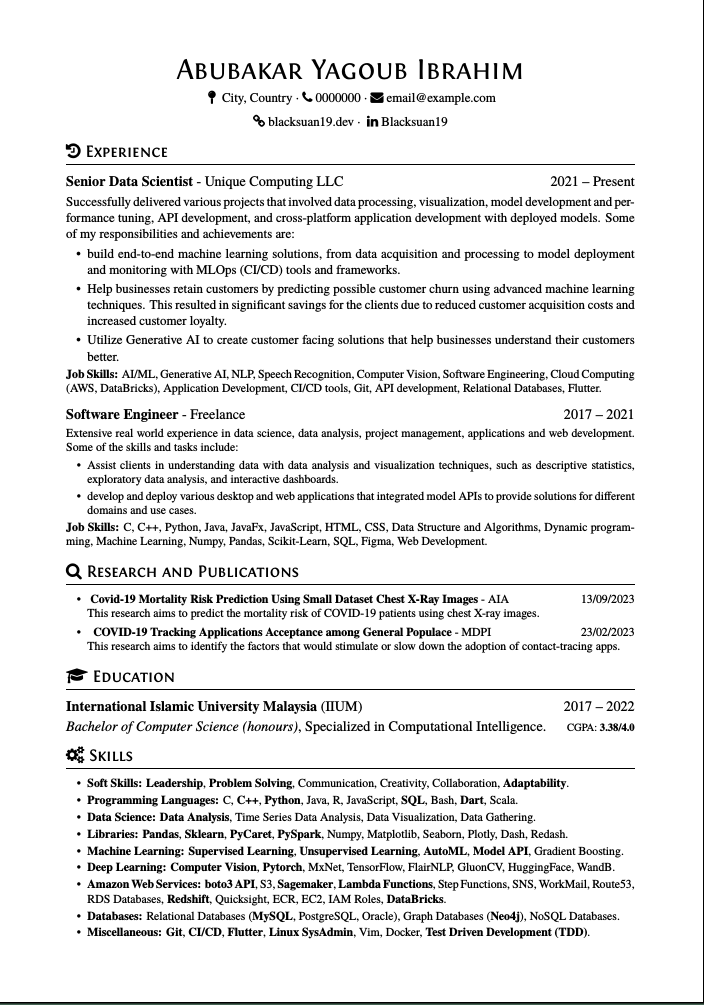 Abubakar Yagoub Ibrahim
City, Country · 0000000 · email@example.com
blacksuan19.dev · Blacksuan19
Experience
Senior Data Scientist - Unique Computing LLC 2021 – Present
Successfully delivered various projects that involved data processing, visualization, model development and per-
formance tuning, API development, and cross-platform application development with deployed models. Some
of my responsibilities and achievements are:
• build end-to-end machine learning solutions, from data acquisition and processing to model deployment
and monitoring with MLOps (CI/CD) tools and frameworks.
• Help businesses retain customers by predicting possible customer churn using advanced machine learning
techniques. This resulted in significant savings for the clients due to reduced customer acquisition costs and
increased customer loyalty.
• Utilize Generative AI to create customer facing solutions that help businesses understand their customers
better.
Job Skills: AI/ML, Generative AI, NLP, Speech Recognition, Computer Vision, Software Engineering, Cloud Computing
(AWS, DataBricks), Application Development, CI/CD tools, Git, API development, Relational Databases, Flutter.
Software Engineer - Freelance 2017 – 2021
Extensive real world experience in data science, data analysis, project management, applications and web development.
Some of the skills and tasks include:
• Assist clients in understanding data with data analysis and visualization techniques, such as descriptive statistics,
exploratory data analysis, and interactive dashboards.
• develop and deploy various desktop and web applications that integrated model APIs to provide solutions for different
domains and use cases.
Job Skills: C, C++, Python, Java, JavaFx, JavaScript, HTML, CSS, Data Structure and Algorithms, Dynamic program-
ming, Machine Learning, Numpy, Pandas, Scikit-Learn, SQL, Figma, Web Development.
Research and Publications
• Covid-19 Mortality Risk Prediction Using Small Dataset Chest X-Ray Images - AIA 13/09/2023
This research aims to predict the mortality risk of COVID-19 patients using chest X-ray images.
• COVID-19 Tracking Applications Acceptance among General Populace - MDPI 23/02/2023
This research aims to identify the factors that would stimulate or slow down the adoption of contact-tracing apps.
Education
International Islamic University Malaysia (IIUM) 2017 – 2022
Bachelor of Computer Science (honours), Specialized in Computational Intelligence. CGPA: 3.38/4.0
Skills
• Soft Skills: Leadership, Problem Solving, Communication, Creativity, Collaboration, Adaptability.
• Programming Languages: C, C++, Python, Java, R, JavaScript, SQL, Bash, Dart, Scala.
• Data Science: Data Analysis, Time Series Data Analysis, Data Visualization, Data Gathering.
• Libraries: Pandas, Sklearn, PyCaret, PySpark, Numpy, Matplotlib, Seaborn, Plotly, Dash, Redash.
• Machine Learning: Supervised Learning, Unsupervised Learning, AutoML, Model API, Gradient Boosting.
• Deep Learning: Computer Vision, Pytorch, MxNet, TensorFlow, FlairNLP, GluonCV, HuggingFace, WandB.
• Amazon Web Services: boto3 API, S3, Sagemaker, Lambda Functions, Step Functions, SNS, WorkMail, Route53,
RDS Databases, Redshift, Quicksight, ECR, EC2, IAM Roles, DataBricks.
• Databases: Relational Databases (MySQL, PostgreSQL, Oracle), Graph Databases (Neo4j), NoSQL Databases.
• Miscellaneous: Git, CI/CD, Flutter, Linux SysAdmin, Vim, Docker, Test Driven Development (TDD).